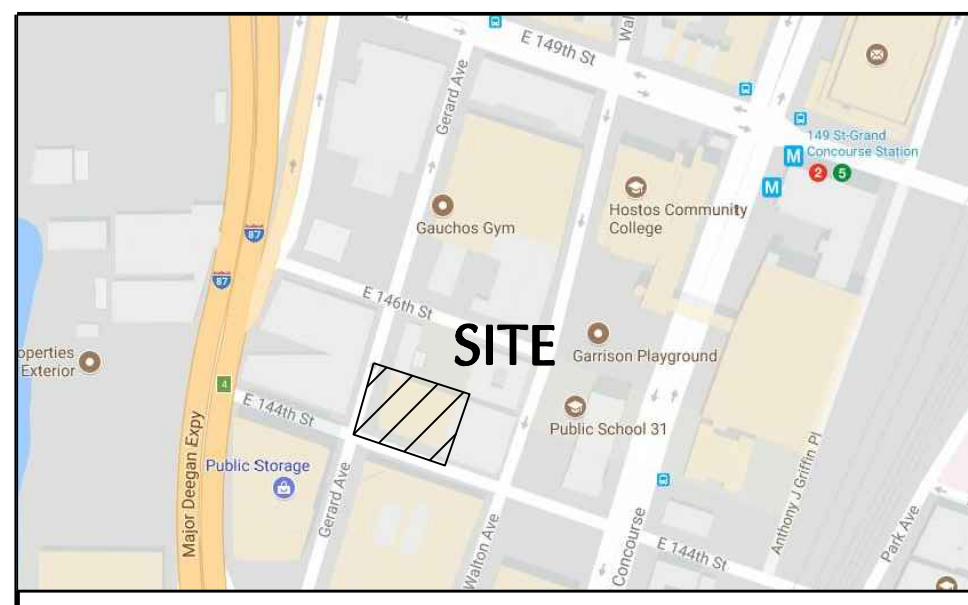 E 149th St
Gerard Ave
149 St-Grand
Concourse Station
M
2
5
M
Hostos Community
College
Gauchos Gym
87
87
E 146th St
SITE
Garrison Playground
operties
Exterior
4
E 144th St
Public School 31
Public Storage
Major Deegan Expy
Gerard Ave
Walton Ave
Concourse
E 144th St
Anthony J Griffin Pl
Park Ave